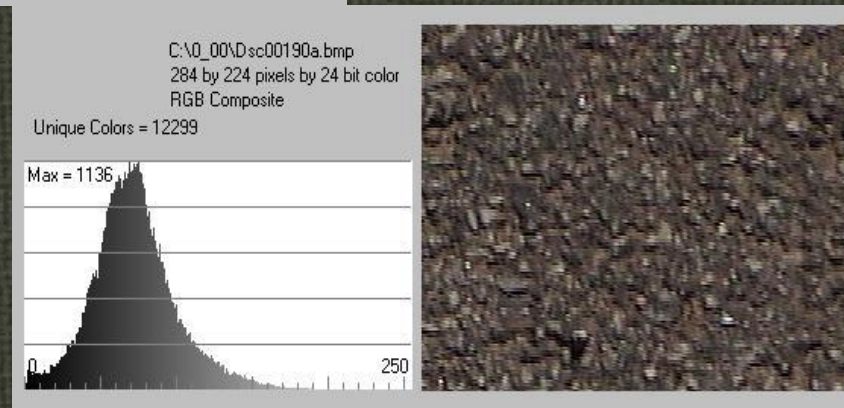 C:\0_00\Dsc00190a.bmp
284 by 224 pixels by 24 bit color
RGB Composite
Unique Colors = 12299
Max = 1136
0 250